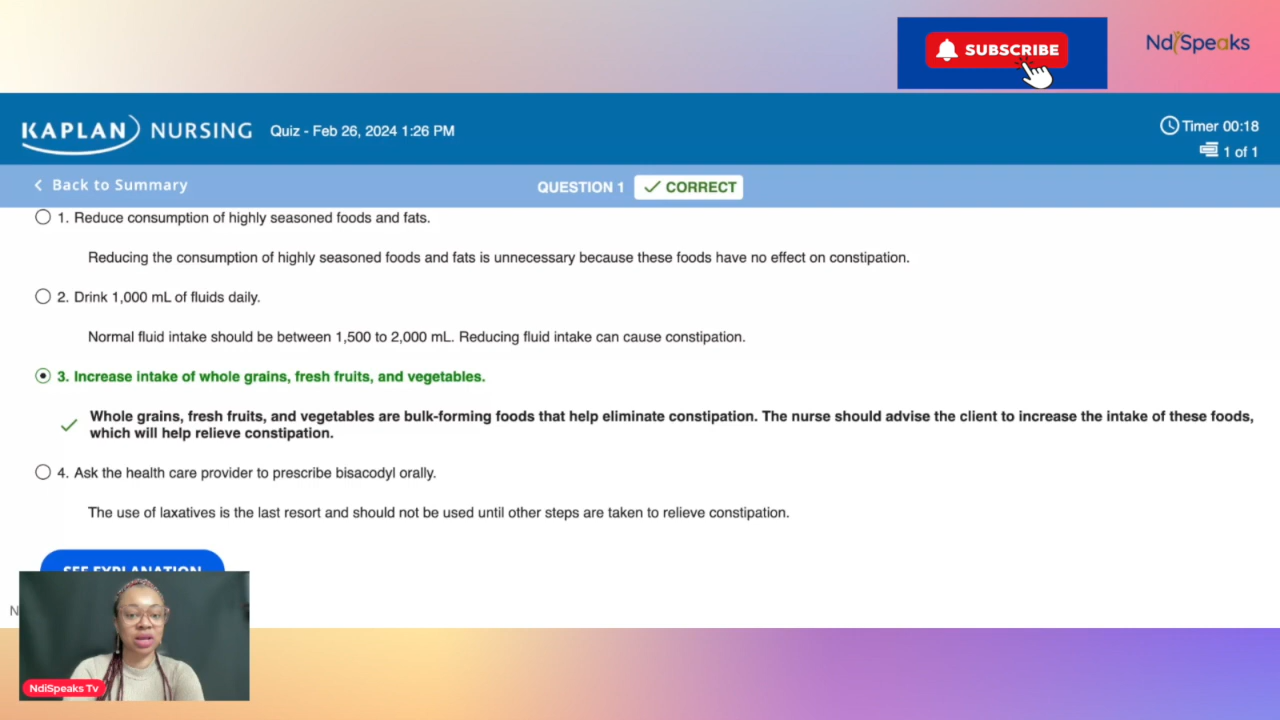 SUBSCRIBE
NdiSpeaks
KAPLAN NURSING
Quiz - Feb 26, 2024 1:26 PM
Timer 00:18
1 of 1
Back to Summary
QUESTION 1
CORRECT
1. Reduce consumption of highly seasoned foods and fats.
Reducing the consumption of highly seasoned foods and fats is unnecessary because these foods have no effect on constipation.
2. Drink 1,000 mL of fluids daily.
Normal fluid intake should be between 1,500 to 2,000 mL. Reducing fluid intake can cause constipation.
3. Increase intake of whole grains, fresh fruits, and vegetables.
Whole grains, fresh fruits, and vegetables are bulk-forming foods that help eliminate constipation. The nurse should advise the client to increase the intake of these foods,
which will help relieve constipation.
4. Ask the health care provider to prescribe bisacodyl orally.
The use of laxatives is the last resort and should not be used until other steps are taken to relieve constipation.
SEE EXPLANATION
N
NdiSpeaks Tv